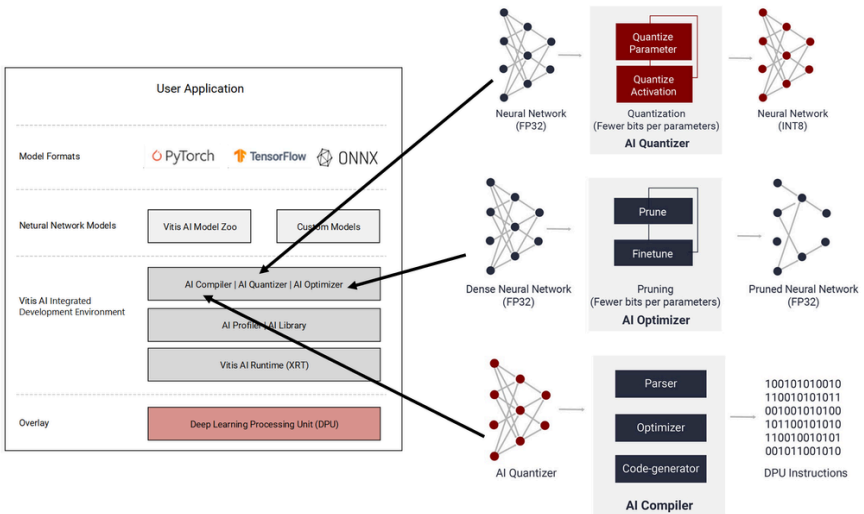 User Application
Model Formats
PyTorch
TensorFlow
ONNX
Netural Network Models
Vitis AI Model Zoo
Custom Models
Vitis AI Integrated
Development Environment
AI Compiler | AI Quantizer | AI Optimizer
AI Profiler | AI Library
Vitis AI Runtime (XRT)
Overlay
Deep Learning Processing Unit (DPU)
Neural Network
(FP32)
Quantize
Parameter
Quantize
Activation
Quantization
(Fewer bits per parameters)
AI Quantizer
Neural Network
(INT8)
Dense Neural Network
(FP32)
Prune
Finetune
Pruning
(Fewer bits per parameters)
AI Optimizer
Pruned Neural Network
(FP32)
AI Quantizer
Parser
Optimizer
Code-generator
AI Compiler
100101010010
110010101011
001001010100
101100101010
110010010101
001011001010
DPU Instructions